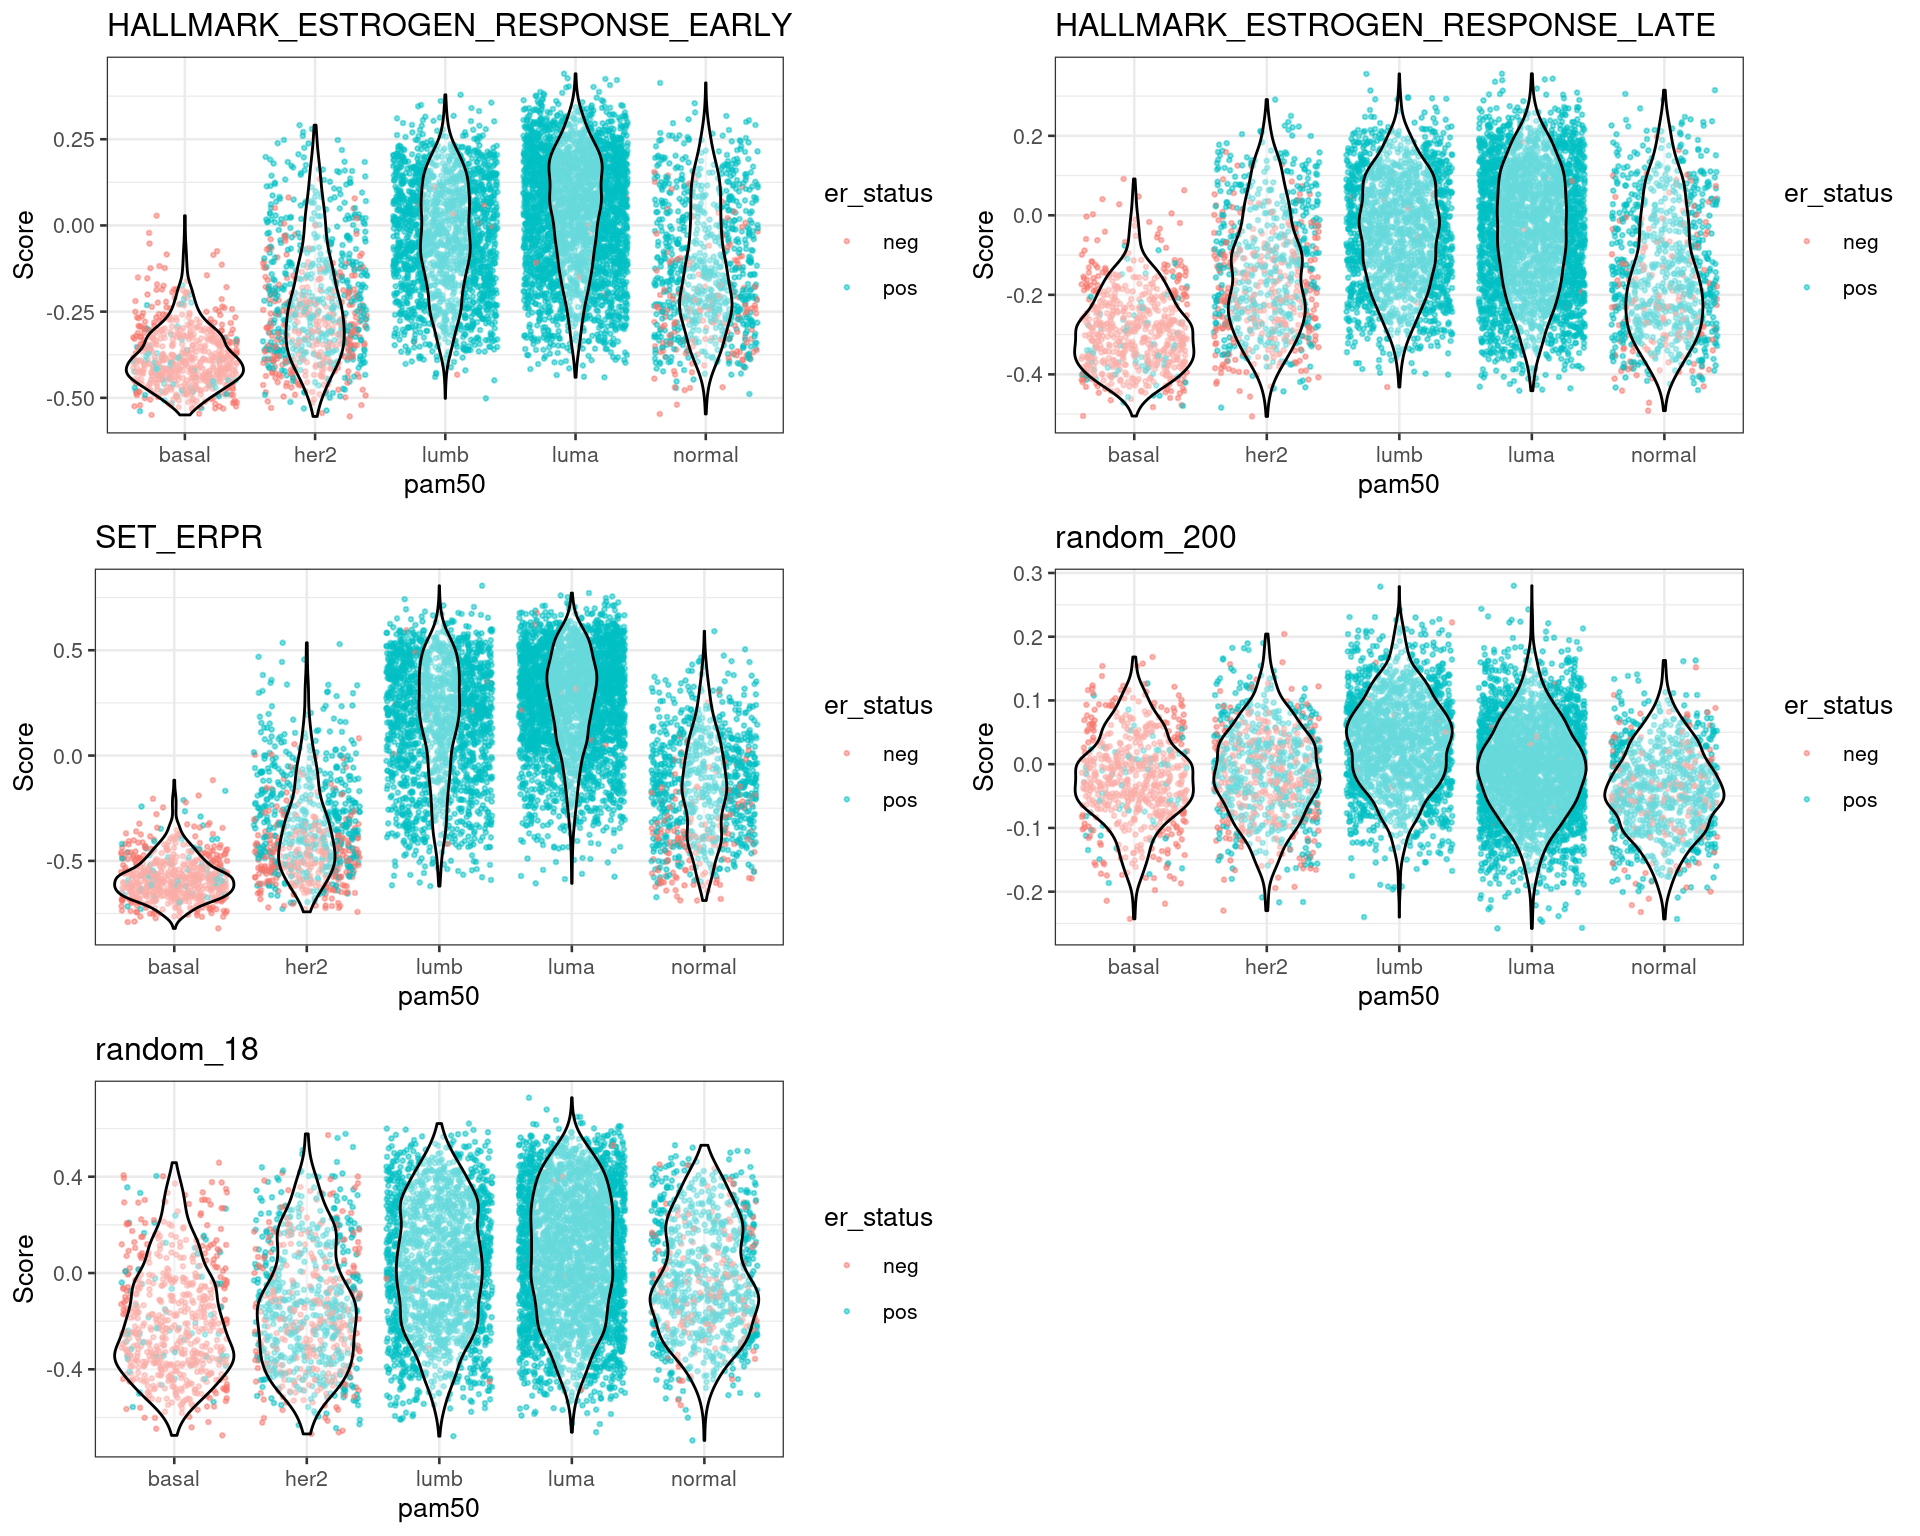 HALLMARK_ESTROGEN_RESPONSE_EARLY
Score
0.25
0.00
-0.25
-0.50
basal her2 lumb luma normal
pam50
er_status
neg
pos
HALLMARK_ESTROGEN_RESPONSE_LATE
Score
0.2
0.0
-0.2
-0.4
basal her2 lumb luma normal
pam50
er_status
neg
pos
SET_ERPR
Score
0.5
0.0
-0.5
basal her2 lumb luma normal
pam50
er_status
neg
pos
random_200
Score
0.3
0.2
0.1
0.0
-0.1
-0.2
basal her2 lumb luma normal
pam50
er_status
neg
pos
random_18
Score
0.4
0.0
-0.4
basal her2 lumb luma normal
pam50
er_status
neg
pos